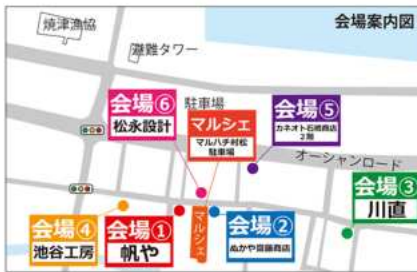 会場案内図
焼津漁協
避難タワー
会場⑥
松永設計
駐車場
マルシェ
マルハチ村松
駐車場
会場⑤
カネオト石橋商店
2階
オーシャンロード
会場③
川直
会場④
池谷工房
会場①
帆や
マルシェ
会場②
ぬかや斎藤商店